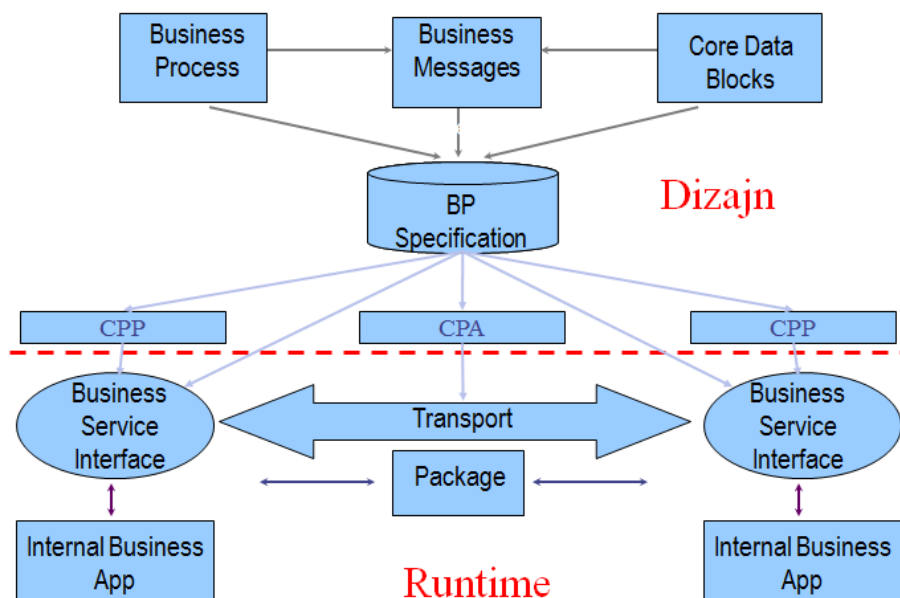 Business
Process
Business
Messages
Core Data
Blocks
BP
Specification
Dizajn
CPP
CPA
CPP
Business
Service
Interface
Transport
Business
Service
Interface
Package
Internal Business
App
Internal Business
App
Runtime